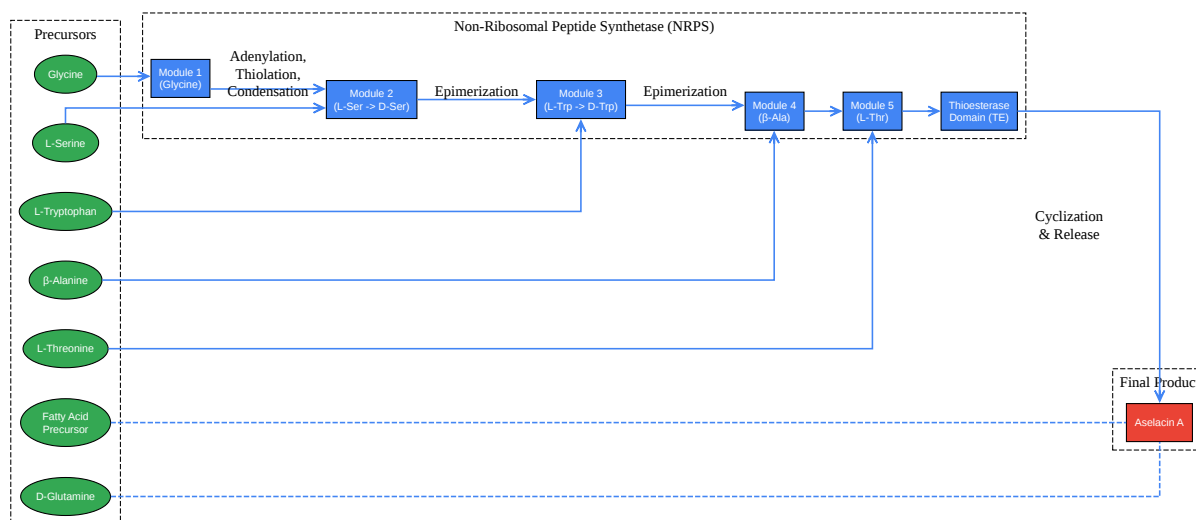 Precursors
Non-Ribosomal Peptide Syntetase (NRPS)
Glycine
Module 1
(Glycine)
Adenylation,
Thiolation,
Condensation
Module 2
(L-Ser -> D-Ser)
Epimerization
Module 3
(L-Trp -> D-Trp)
Epimerization
Module 4
(β-Ala)
Module 5
(L-Thr)
Thioesterase
Domain (TE)
L-Serine
L-Tryptophan
Cyclization
& Release
β-Alanine
L-Threonine
Final Produc
Fatty Acid
Precursor
Aselacin A
D-Glutamine